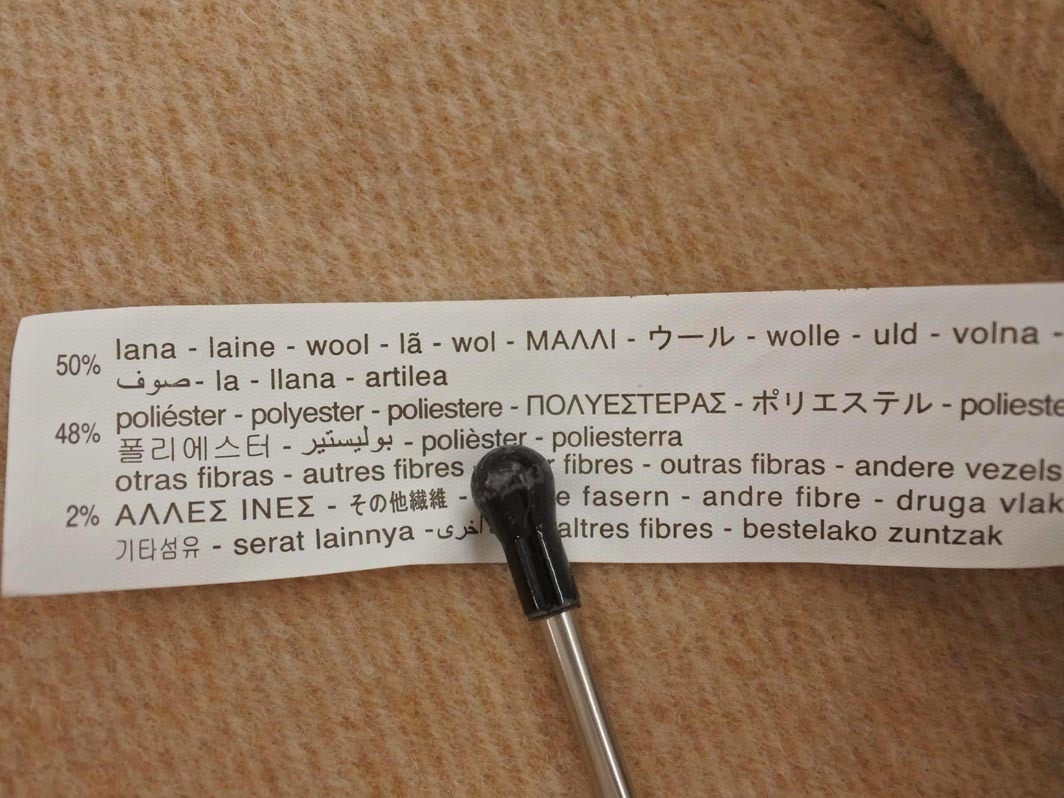 50% lana - laine - wool - lã - wol - ΜΑΛΛΙ - ウール - wolle - uld - volna -
صوف - la - llana - artilea
poliéster - polyester - poliestere - ΠΟΛΥΕΣΤΕΡΑΣ - ポリエステル - polieste
48% 폴리에스터 - بوليستير - polièster - poliesterra
otras fibras - autres fibres fibres - outras fibras - andere vezels
2% ΑΛΛΕΣ ΙΝΕΣ - その他繊維 - fasern - andre fibre - druga vlak
기타섬유 - serat lainnya - أخرى altres fibres - bestelako zuntzak